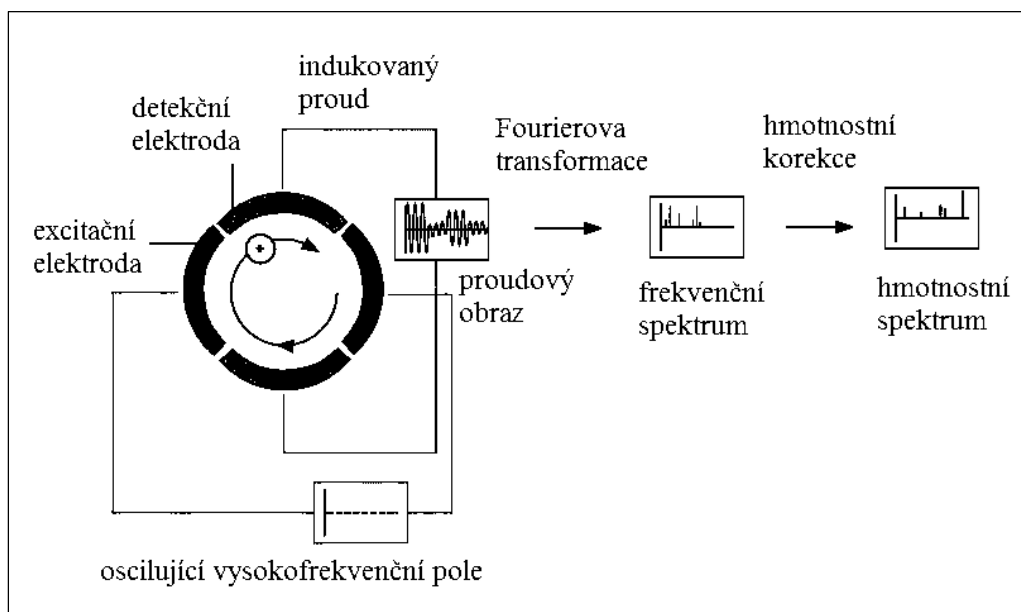 indukovaný
proud
detekční
elektroda
excitační
elektroda
+
Fourierova
transformace
hmotnostní
korekce
proudový
obraz
frekvenční
spektrum
hmotnostní
spektrum
oscilující vysokofrekvenční pole